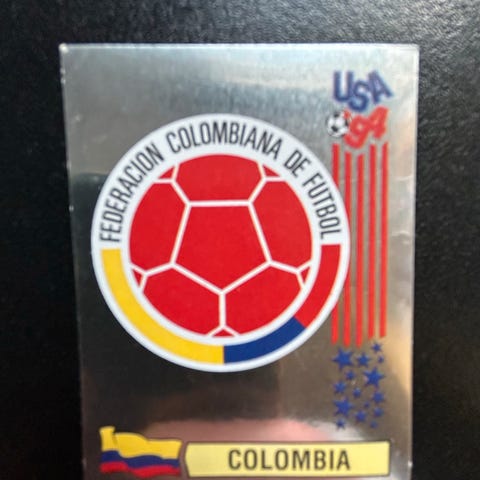 USA
94
FEDERACION COLOMBIANA DE FUTBOL
COLOMBIA